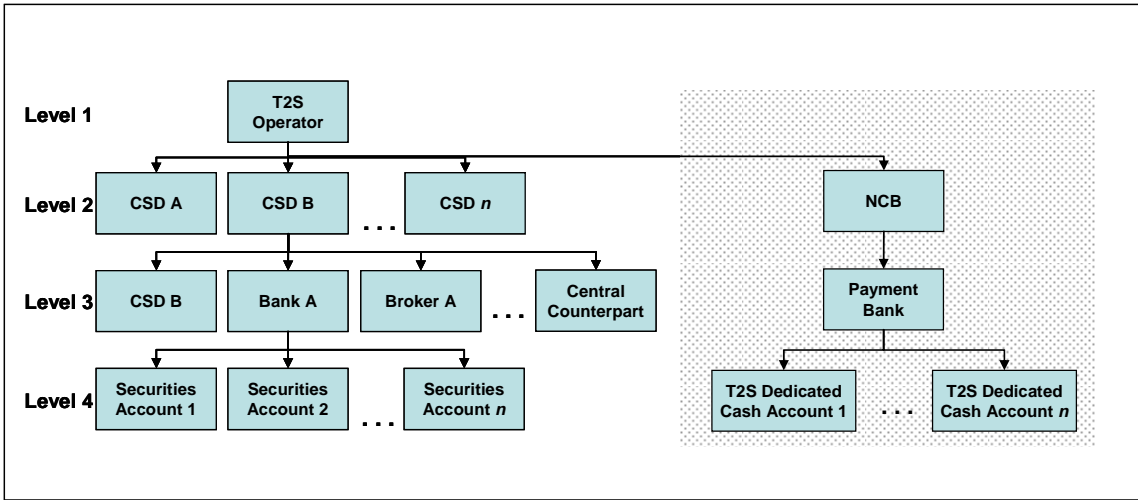 Level 1
T2S
Operator
Level 2
CSD A
CSD B
. . .
CSD n
NCB
Level 3
CSD B
Bank A
Broker A
. . .
Central
Counterpart
Payment
Bank
Level 4
Securities
Account 1
Securities
Account 2
. . .
Securities
Account n
T2S Dedicated
Cash Account 1
. . .
T2S Dedicated
Cash Account n